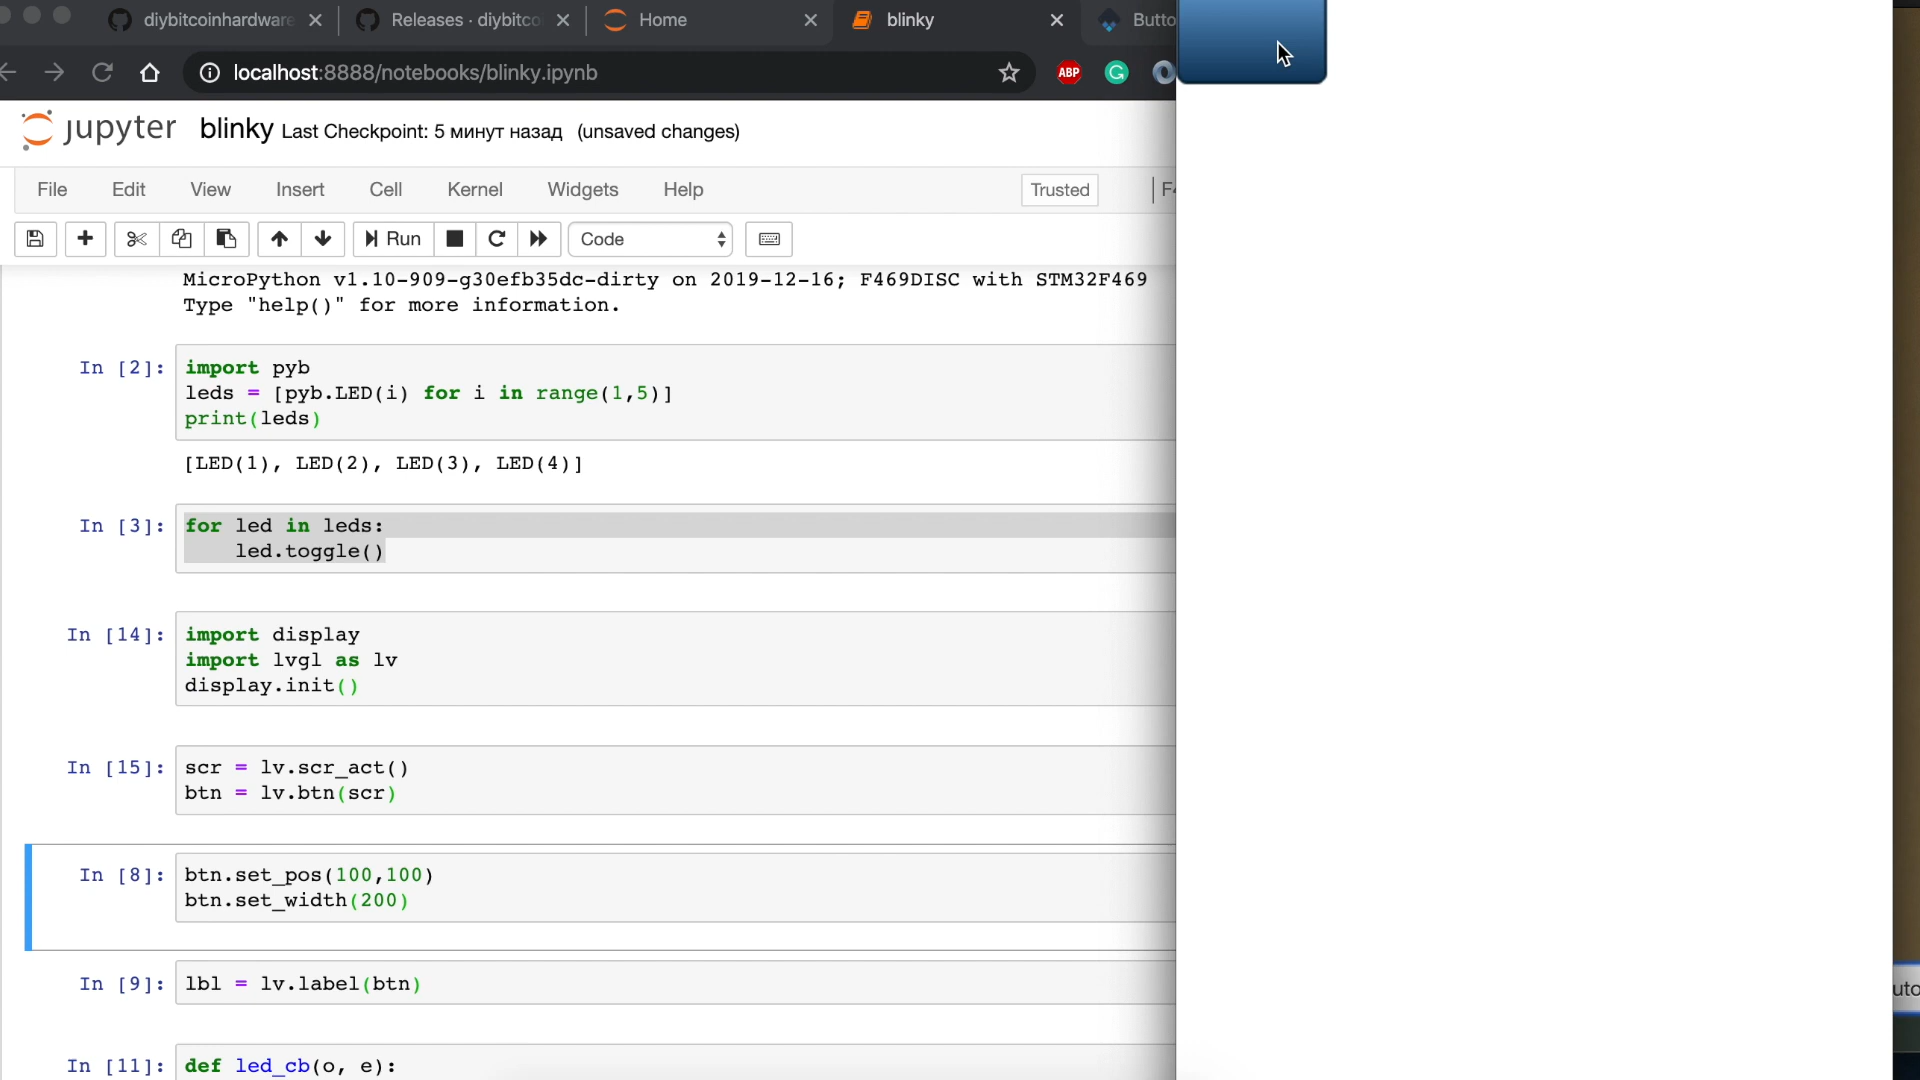 diybitcoinhardware
Releases · diybitco
Home
blinky
Butto
localhost:8888/notebooks/blinky.ipynb
ABP
jupyter blinky Last Checkpoint: 5 минут назад (unsaved changes)
File Edit View Insert Cell Kernel Widgets Help Trusted F4
Run Code
MicroPython v1.10-909-g30efb35dc-dirty on 2019-12-16; F469DISC with STM32F469
Type "help()" for more information.
In [2]: import pyb
leds = [pyb.LED(i) for i in range(1,5)]
print(leds)
[LED(1), LED(2), LED(3), LED(4)]
In [3]: for led in leds:
led.toggle()
In [14]: import display
import lvgl as lv
display.init()
In [15]: scr = lv.scr_act()
btn = lv.btn(scr)
In [8]: btn.set_pos(100,100)
btn.set_width(200)
In [9]: lbl = lv.label(btn)
In [11]: def led_cb(o, e):
uto